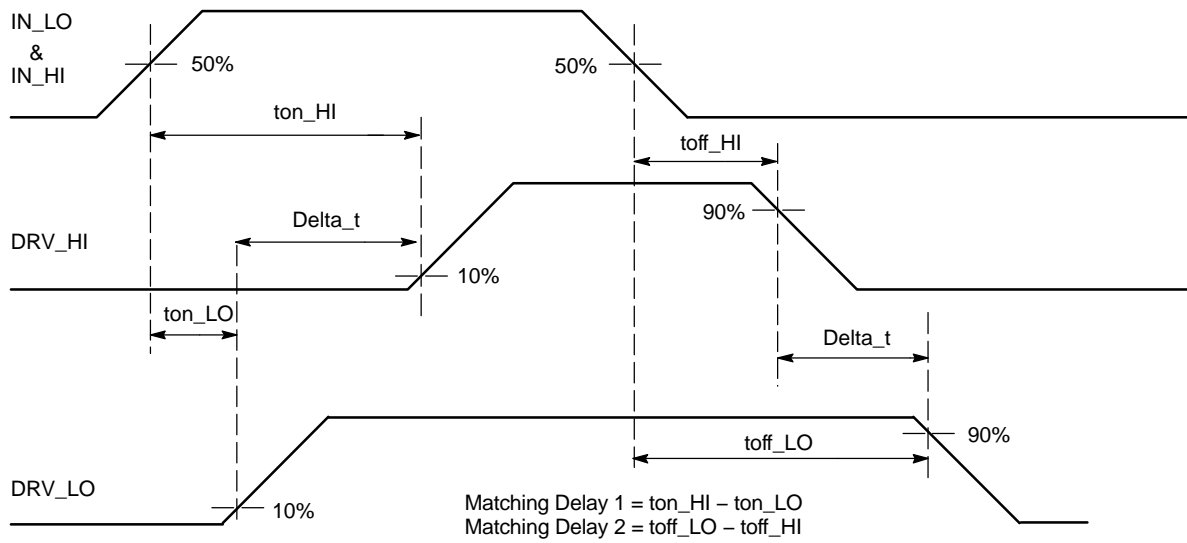 IN_LO
&
IN_HI
50%
50%
ton_HI
toff_HI
90%
Delta_t
DRV_HI
10%
ton_LO
Delta_t
90%
toff_LO
DRV_LO
10%
Matching Delay 1 = ton_HI − ton_LO
Matching Delay 2 = toff_LO − toff_HI